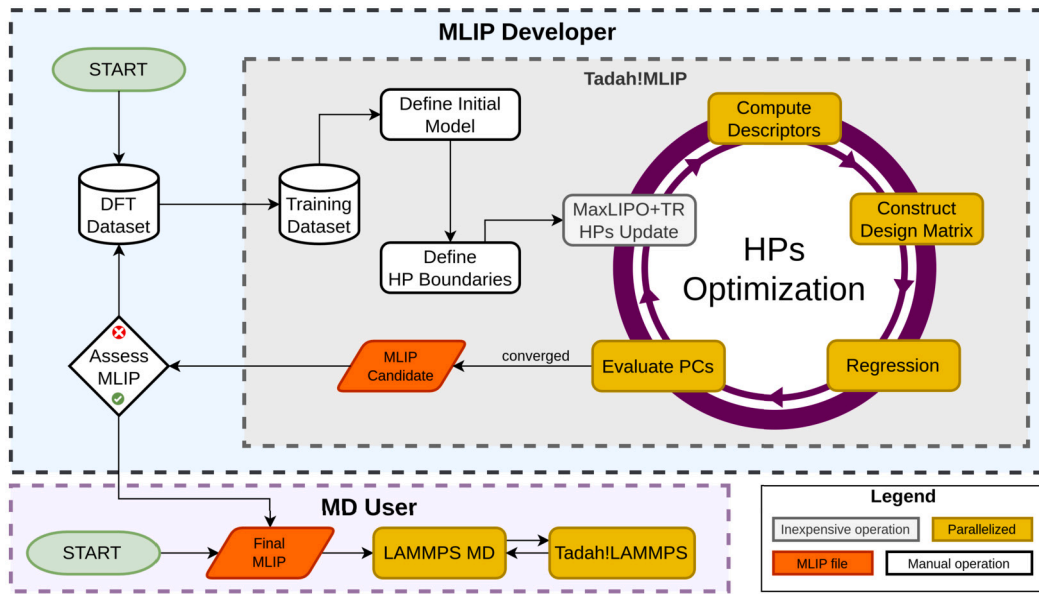 MLIP Developer
START
Tadah!MLIP
DFT
Dataset
Training
Dataset
Define Initial
Model
Define
HP Boundaries
MaxLIPO+TR
HPs Update
Compute
Descriptors
Construct
Design Matrix
HPs
Optimization
Regression
Evaluate PCs
converged
MLIP
Candidate
Assess
MLIP
MD User
START
Final
MLIP
LAMMPS MD
Tadah!LAMMPS
Legend
Inexpensive operation
Parallelized
MLIP file
Manual operation